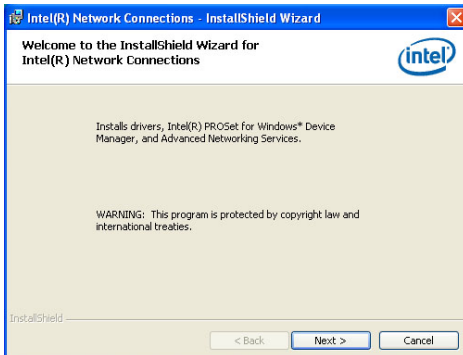 Intel(R) Network Connections - InstallShield Wizard
Welcome to the InstallShield Wizard for
Intel(R) Network Connections
intel
Installs drivers, Intel(R) PROSet for Windows* Device
Manager, and Advanced Networking Services.
WARNING: This program is protected by copyright law and
international treaties.
InstallShield
< Back
Next >
Cancel